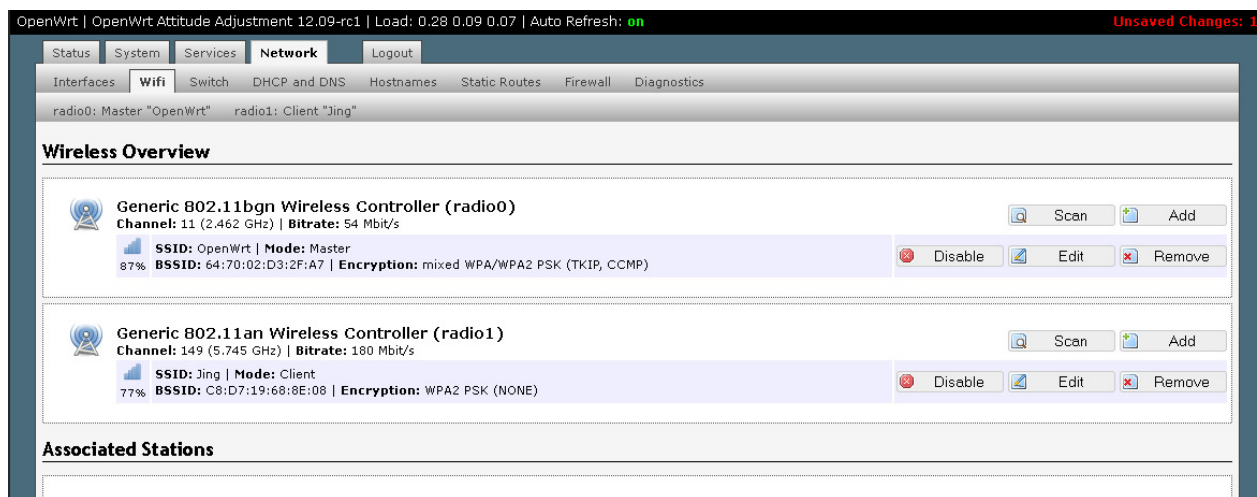 OpenWrt | OpenWrt Attitude Adjustment 12.09-rc1 | Load: 0.28 0.09 0.07 | Auto Refresh: on Unsaved Changes: 1
Status System Services Network Logout
Interfaces Wifi Switch DHCP and DNS Hostnames Static Routes Firewall Diagnostics
radio0: Master "OpenWrt" radio1: Client "Jing"
Wireless Overview
Generic 802.11bgn Wireless Controller (radio0)
Channel: 11 (2.462 GHz) | Bitrate: 54 Mbit/s
Scan Add
SSID: OpenWrt | Mode: Master
87% BSSID: 64:70:02:D3:2F:A7 | Encryption: mixed WPA/WPA2 PSK (TKIP, CCMP)
Disable Edit Remove
Generic 802.11an Wireless Controller (radio1)
Channel: 149 (5.745 GHz) | Bitrate: 180 Mbit/s
Scan Add
SSID: Jing | Mode: Client
77% BSSID: C8:D7:19:68:8E:08 | Encryption: WPA2 PSK (NONE)
Disable Edit Remove
Associated Stations